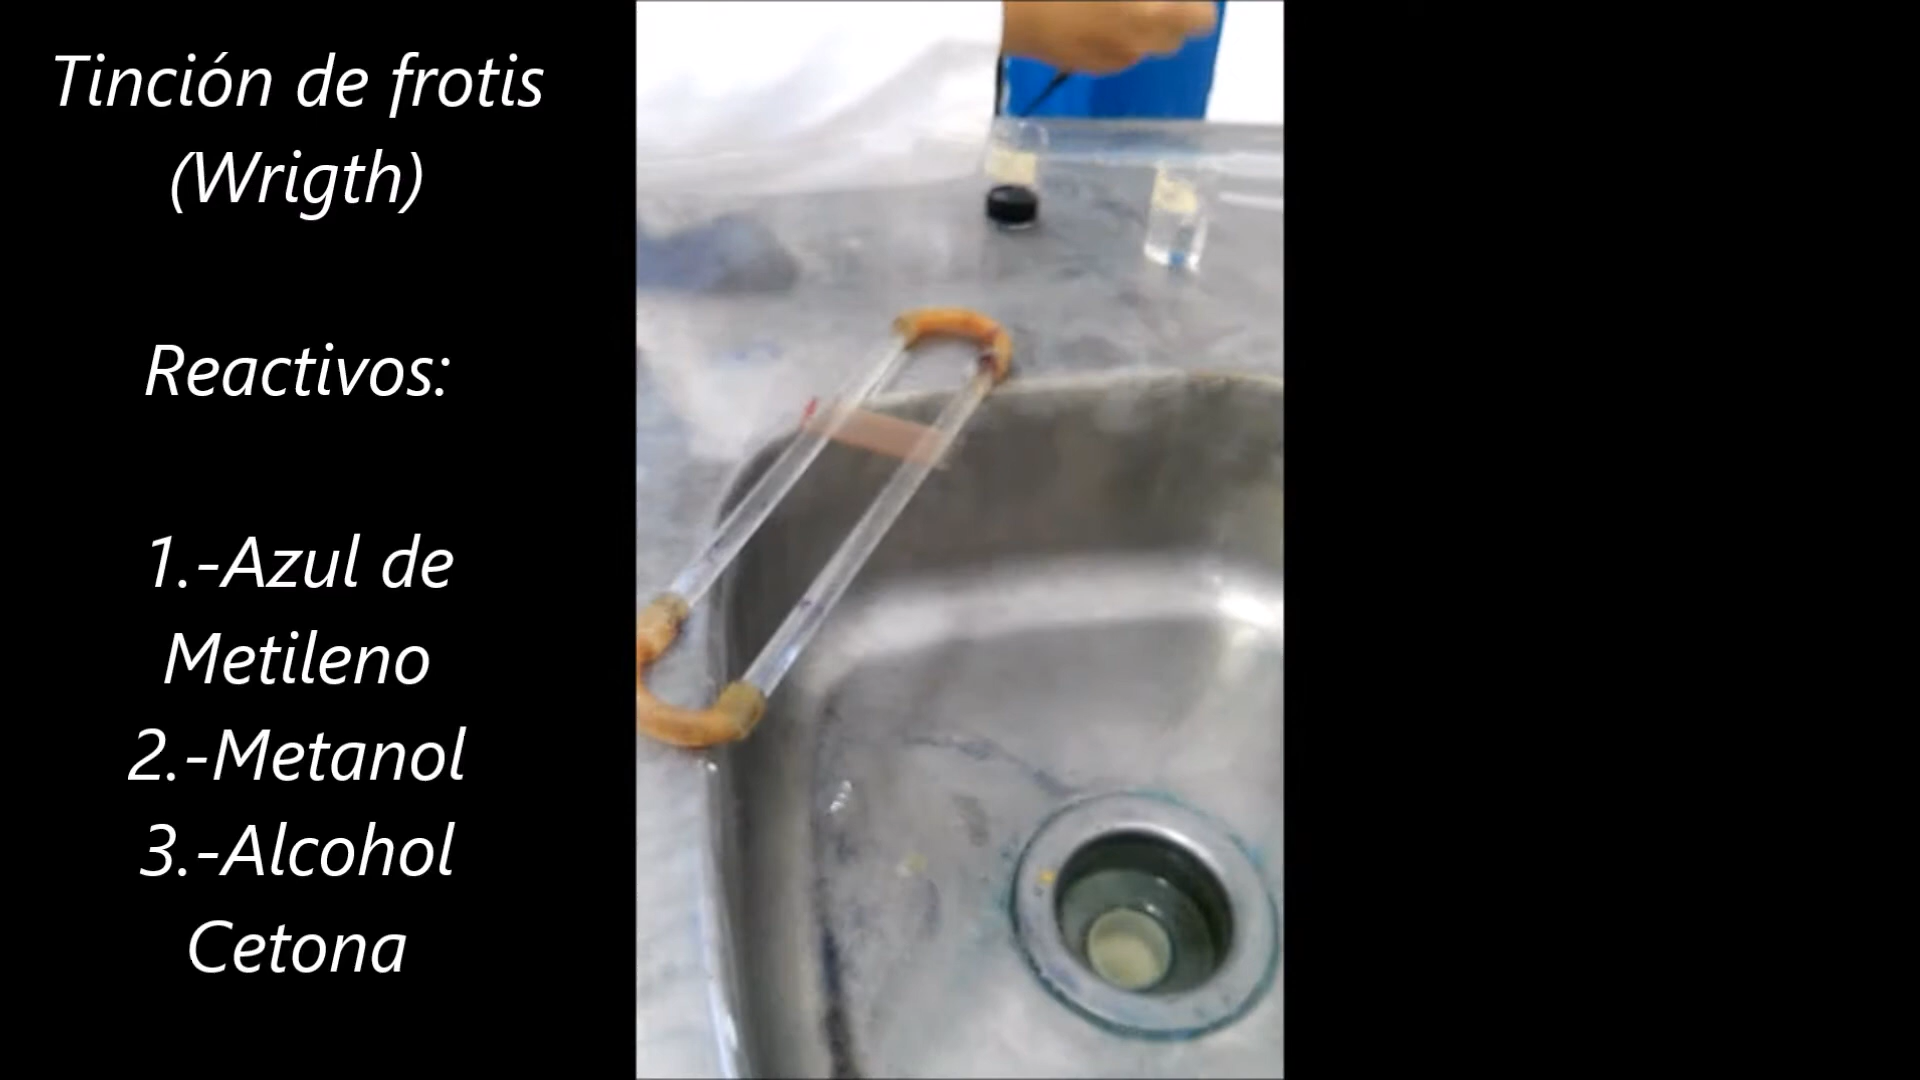 Tinción de frotis
(Wrigth)
Reactivos:
1.-Azul de
Metileno
2.-Metanol
3.-Alcohol
Cetona